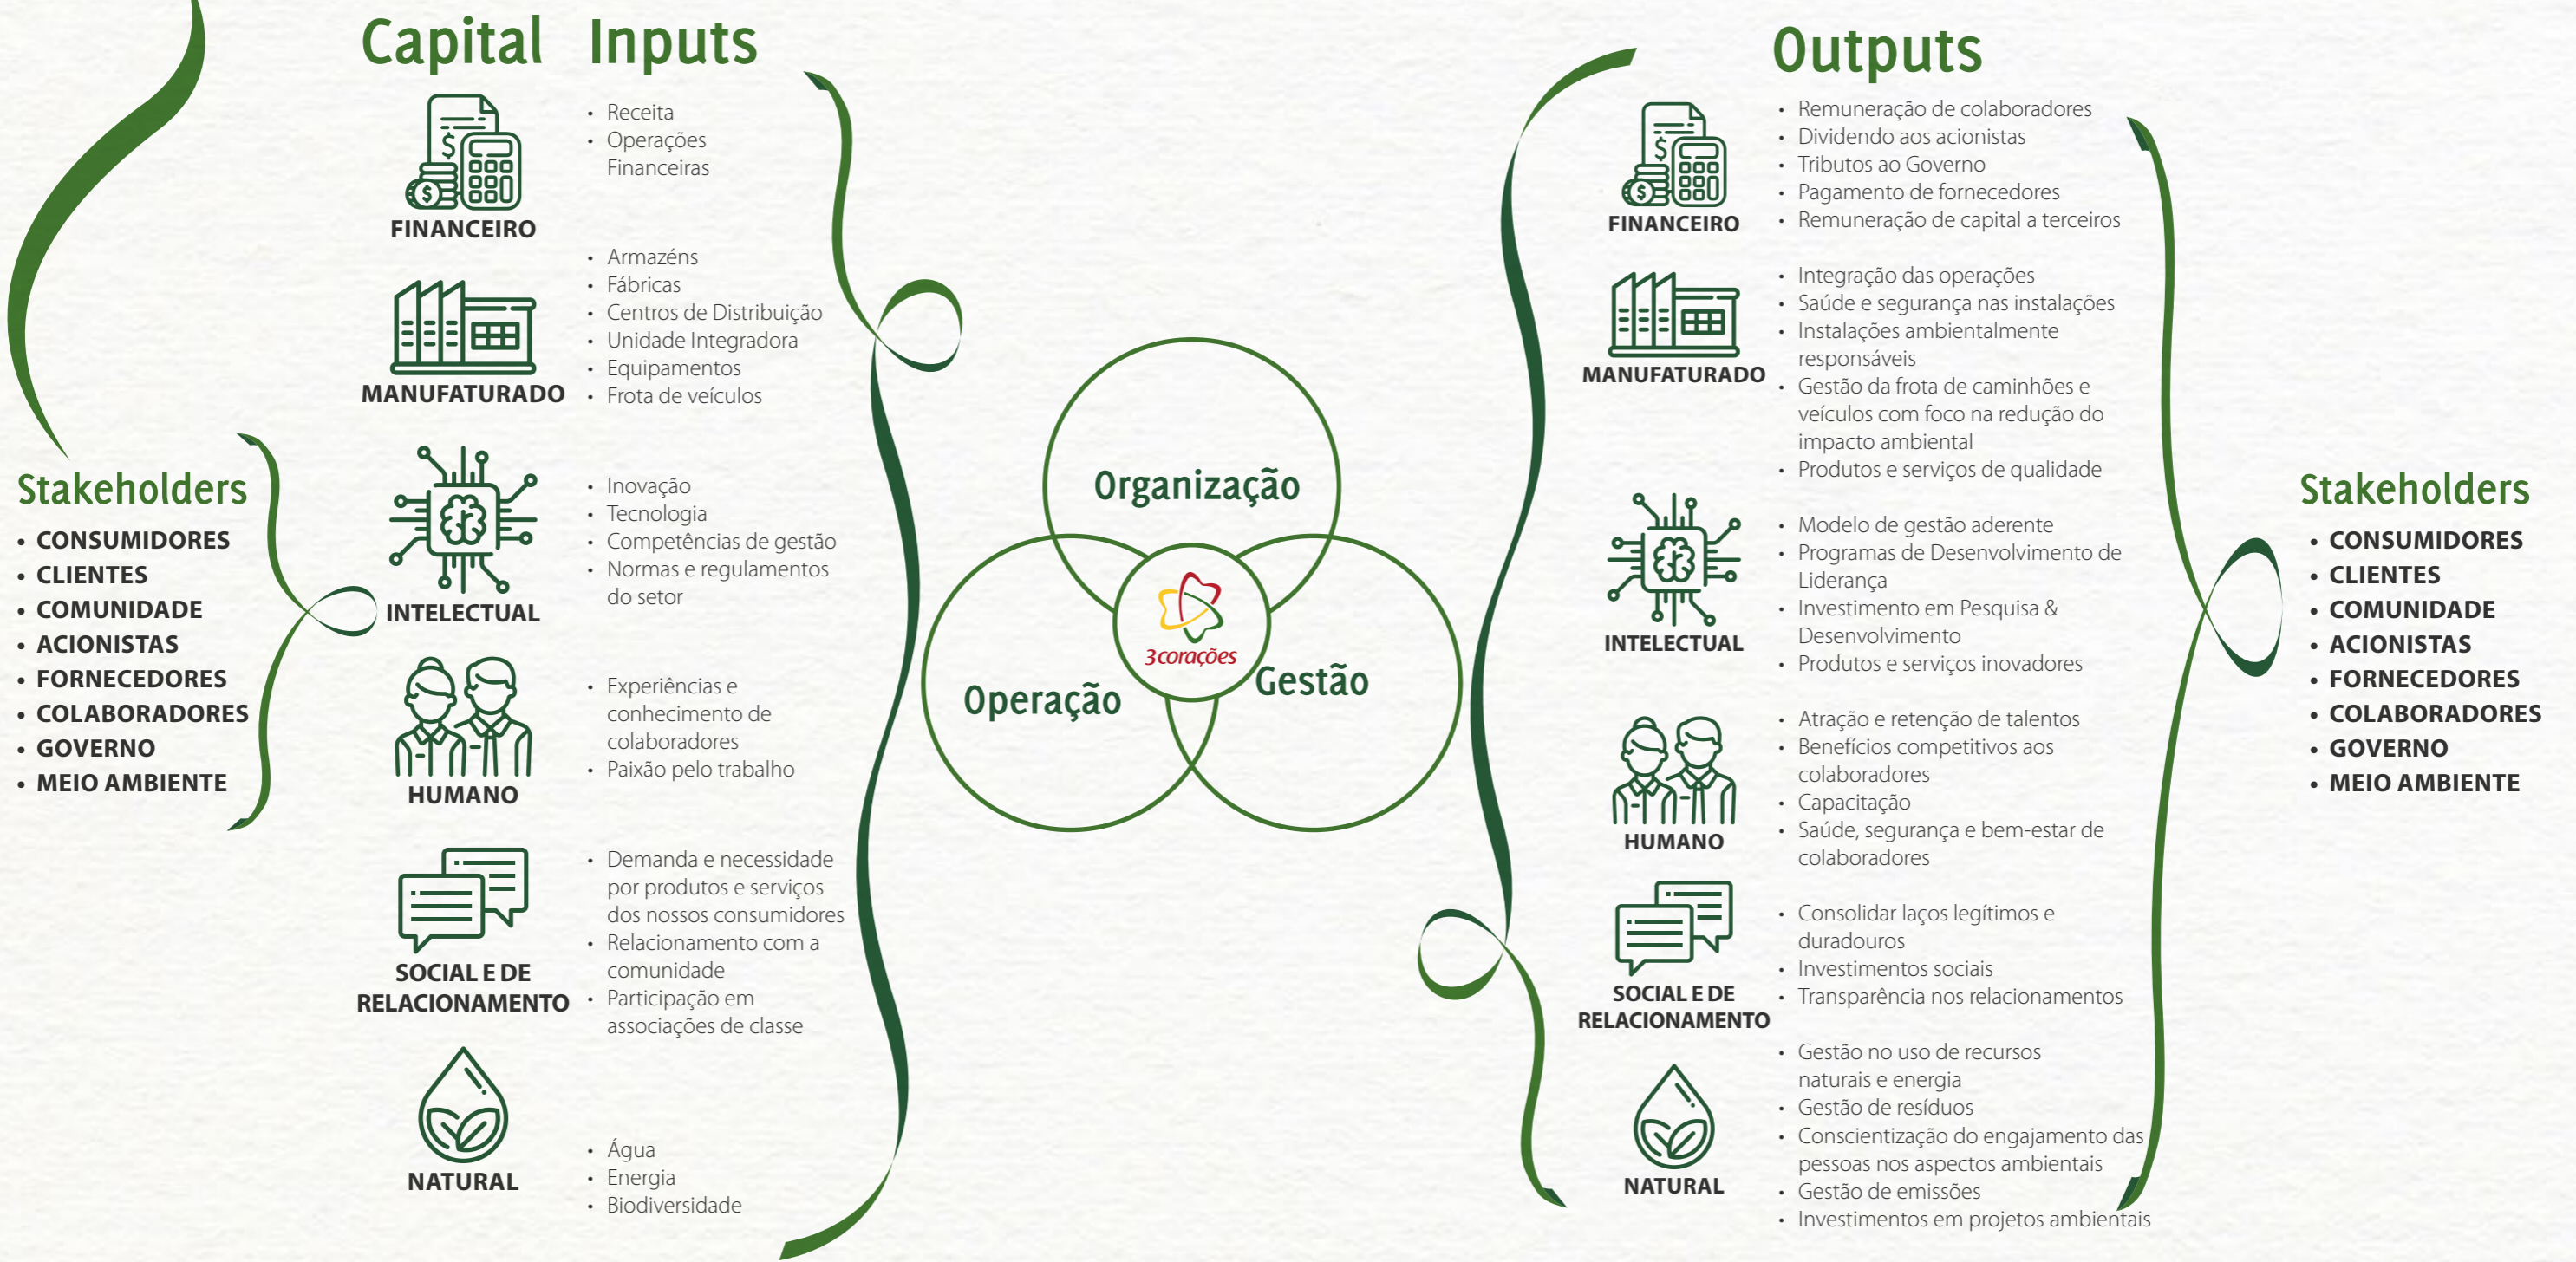 Stakeholders
• CONSUMIDORES
• CLIENTES
• COMUNIDADE
• ACIONISTAS
• FORNECEDORES
• COLABORADORES
• GOVERNO
• MEIO AMBIENTE
Capital
Inputs
FINANCEIRO
• Receita
• Operações
Financeiras
MANUFATURADO
• Armazéns
• Fábricas
• Centros de Distribuição
• Unidade Integradora
• Equipamentos
• Frota de veículos
INTELECTUAL
• Inovação
• Tecnologia
• Competências de gestão
• Normas e regulamentos
do setor
HUMANO
• Experiências e
conhecimento de
colaboradores
• Paixão pelo trabalho
SOCIAL E DE
RELACIONAMENTO
• Demanda e necessidade
por produtos e serviços
dos nossos consumidores
• Relacionamento com a
comunidade
• Participação em
associações de classe
NATURAL
• Água
• Energia
• Biodiversidade
Organização
Operação
3corações
Gestão
Outputs
FINANCEIRO
• Remuneração de colaboradores
• Dividendo aos acionistas
• Tributos ao Governo
• Pagamento de fornecedores
• Remuneração de capital a terceiros
MANUFATURADO
• Integração das operações
• Saúde e segurança nas instalações
• Instalações ambientalmente
responsáveis
• Gestão da frota de caminhões e
veículos com foco na redução do
impacto ambiental
• Produtos e serviços de qualidade
INTELECTUAL
• Modelo de gestão aderente
• Programas de Desenvolvimento de
Liderança
• Investimento em Pesquisa &
Desenvolvimento
• Produtos e serviços inovadores
HUMANO
• Atração e retenção de talentos
• Benefícios competitivos aos
colaboradores
• Capacitação
• Saúde, segurança e bem-estar de
colaboradores
SOCIAL E DE
RELACIONAMENTO
• Consolidar laços legítimos e
duradouros
• Investimentos sociais
• Transparência nos relacionamentos
NATURAL
• Gestão no uso de recursos
naturais e energia
• Gestão de resíduos
• Conscientização do engajamento das
pessoas nos aspectos ambientais
• Gestão de emissões
• Investimentos em projetos ambientais
Stakeholders
• CONSUMIDORES
• CLIENTES
• COMUNIDADE
• ACIONISTAS
• FORNECEDORES
• COLABORADORES
• GOVERNO
• MEIO AMBIENTE